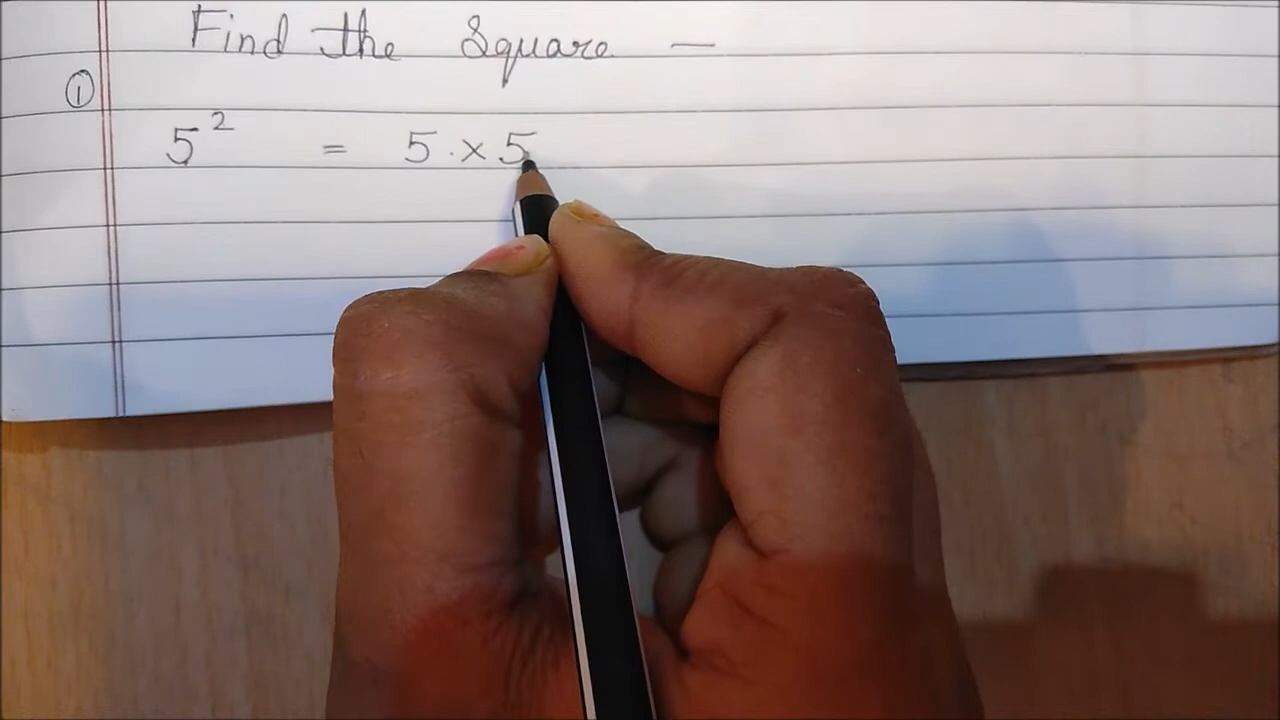 Find the Square —
①
5² = 5 . x 5